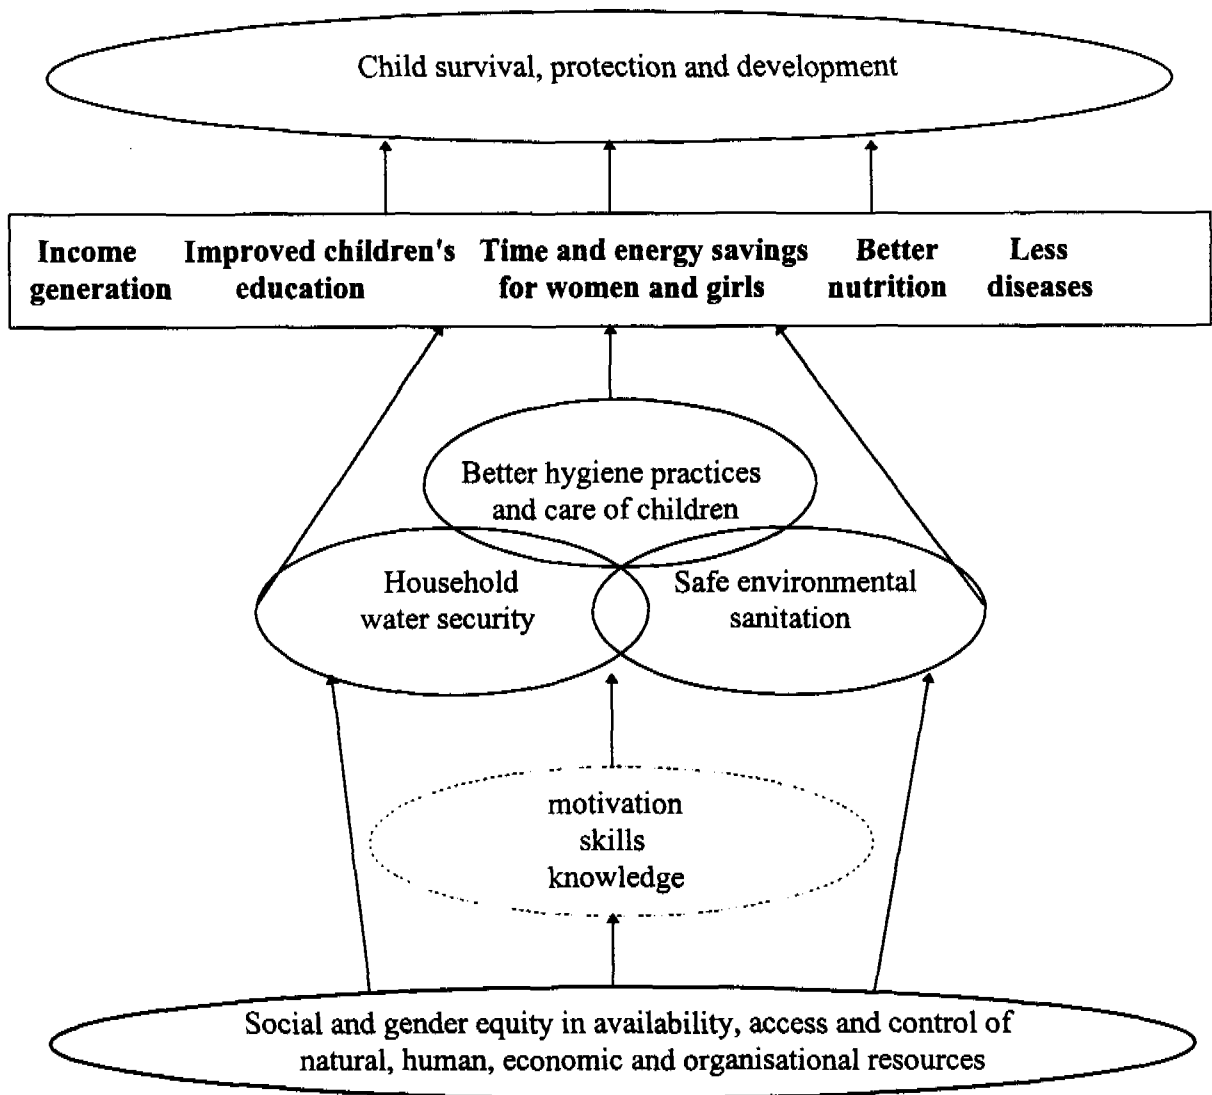 Child survival, protection and development
Income Improved children's Time and energy savings Better Less
generation education for women and girls nutrition diseases
Better hygiene practices
and care of children
Household Safe environmental
water security sanitation
motivation
skills
knowledge
Social and gender equity in availability, access and control of
natural, human, economic and organisational resources